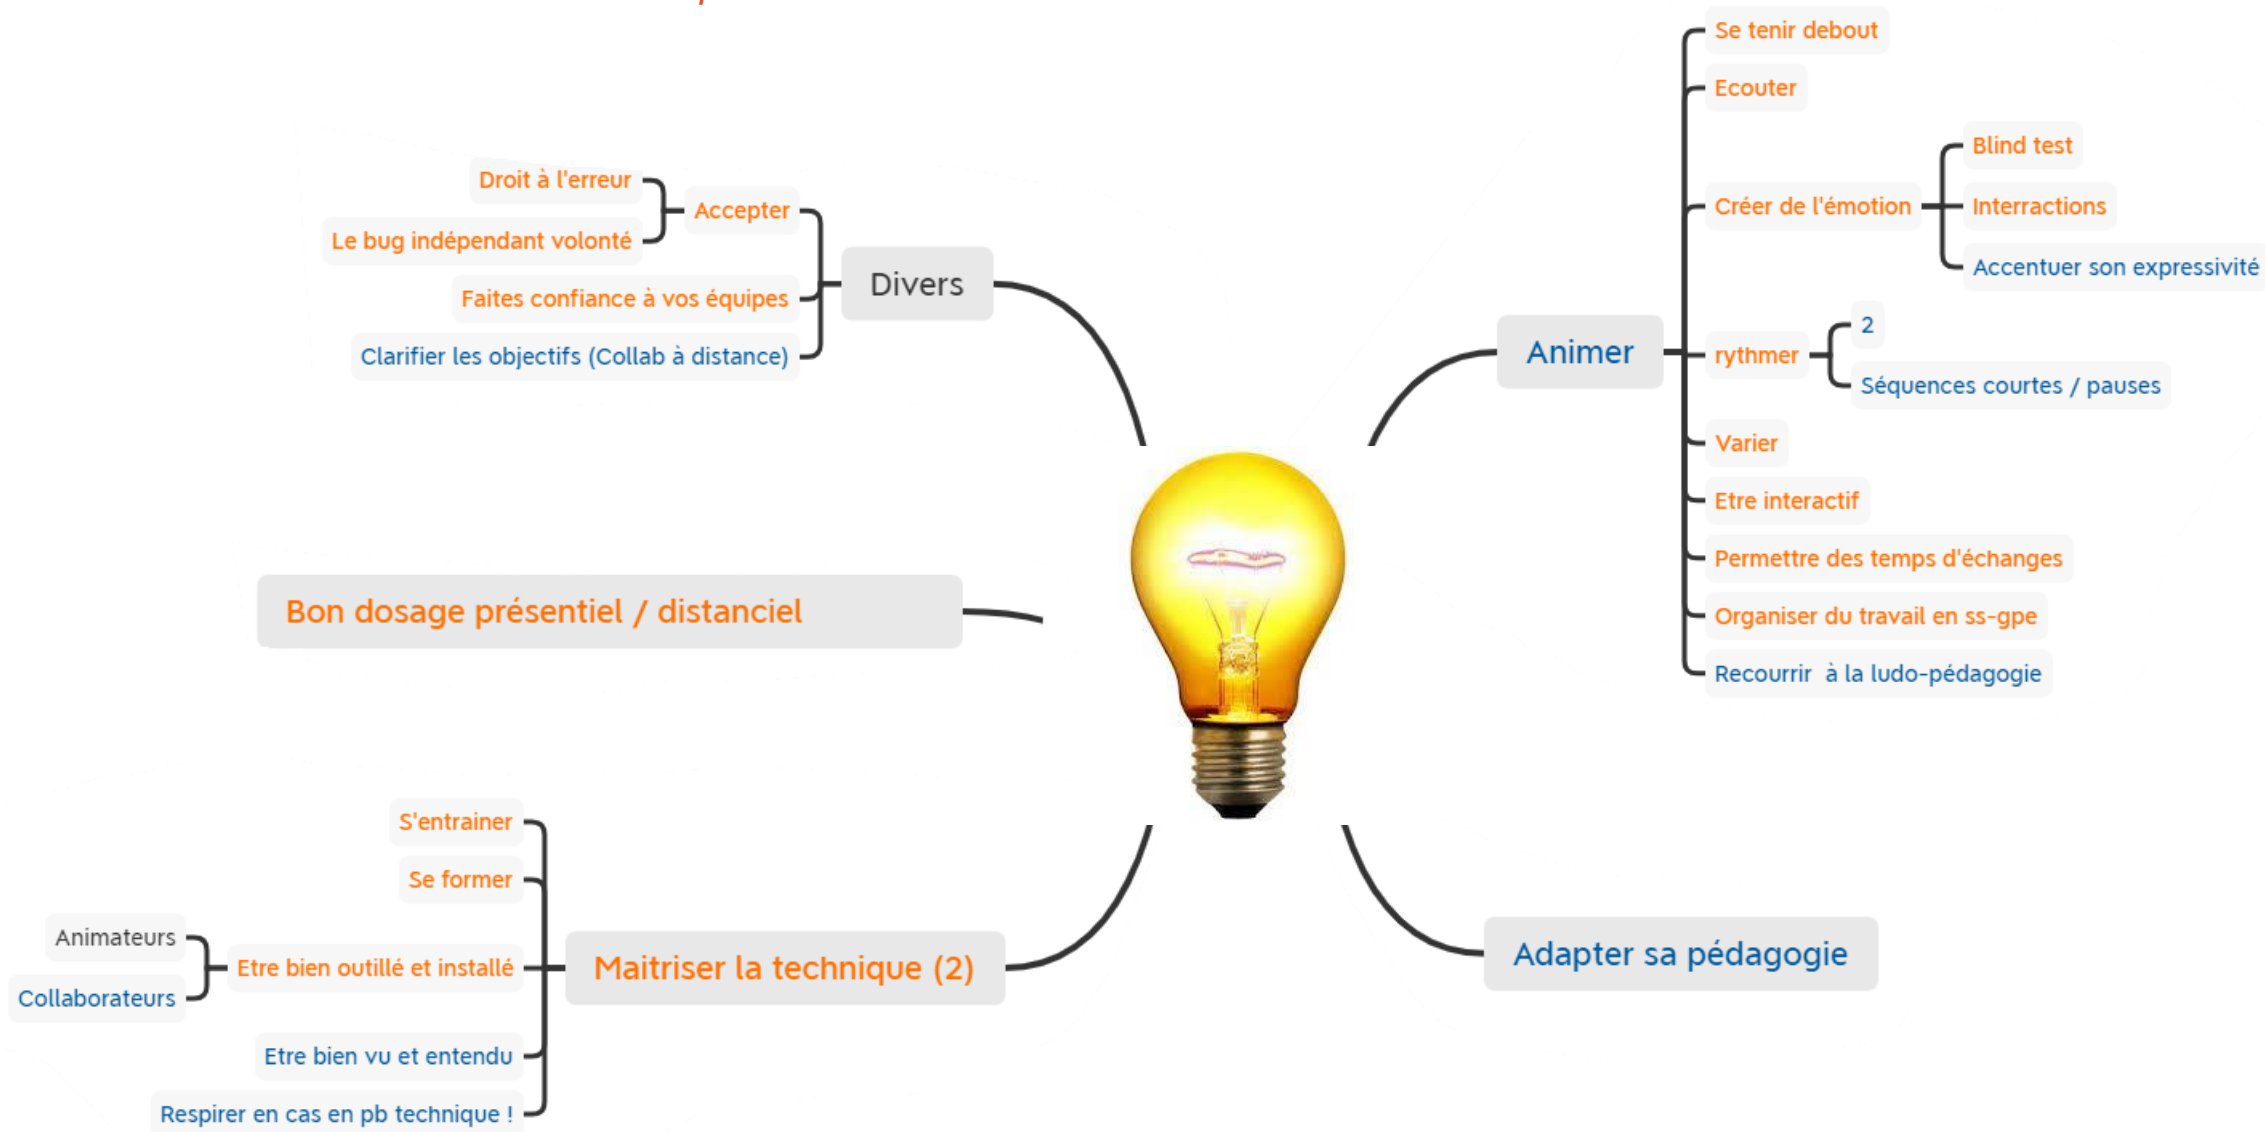 Se tenir debout
Ecouter
Blind test
Créer de l'émotion
Interractions
Accentuer son expressivité
Animer
rythmer
2
Séquences courtes / pauses
Varier
Etre interactif
Permettre des temps d'échanges
Organiser du travail en ss-gpe
Recourrir  à la ludo-pédagogie
Adapter sa pédagogie
Divers
Accepter
Droit à l'erreur
Le bug indépendant volonté
Faites confiance à vos équipes
Clarifier les objectifs (Collab à distance)
Bon dosage présentiel / distanciel
Maitriser la technique (2)
S'entrainer
Se former
Etre bien outillé et installé
Animateurs
Collaborateurs
Etre bien vu et entendu
Respirer en cas en pb technique !